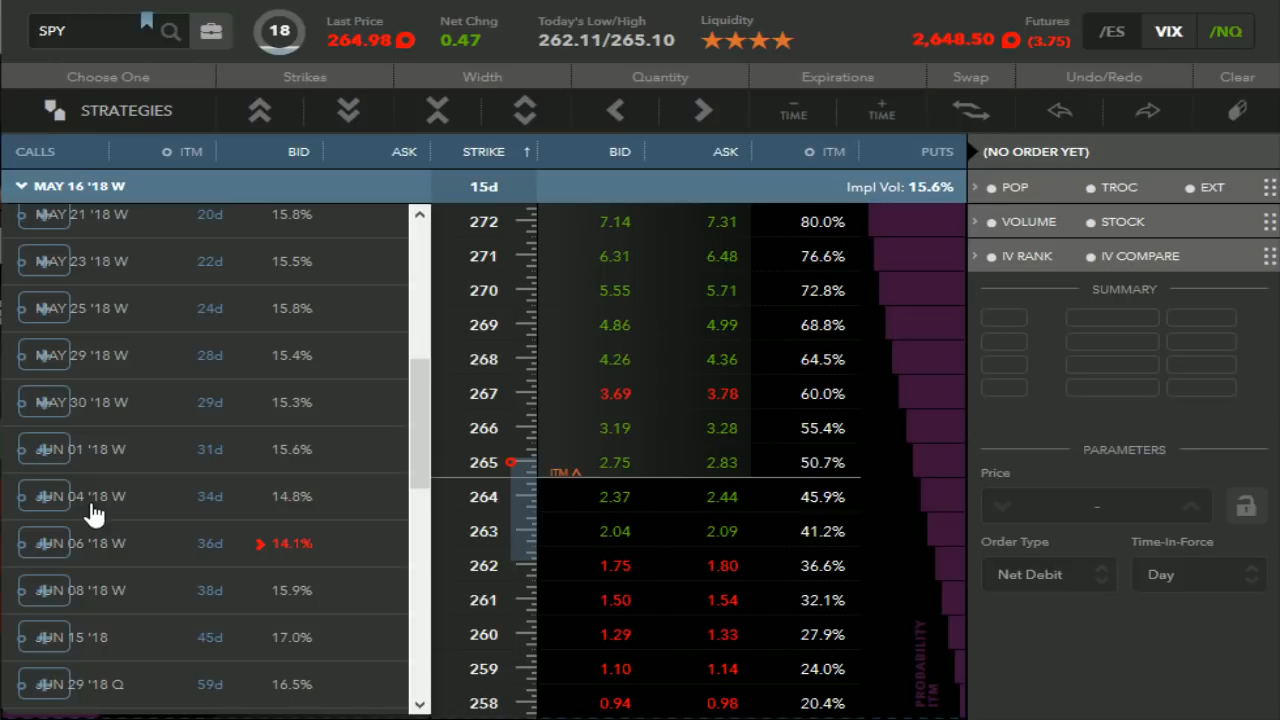 SPY
18
Last Price
264.98
Net Chng
0.47
Today's Low/High
262.11/265.10
Liquidity
Futures
2,648.50 (3.75)
/ES VIX /NQ
Choose One Strikes Width Quantity Expirations Swap Undo/Redo Clear
STRATEGIES
TIME TIME
CALLS ITM BID ASK STRIKE BID ASK ITM PUTS
(NO ORDER YET)
MAY 16 '18 W 15d Impl Vol: 15.6%
POP TROC EXT
VOLUME STOCK
IV RANK IV COMPARE
MAY 21 '18 W 20d 15.8%
MAY 23 '18 W 22d 15.5%
MAY 25 '18 W 24d 15.8%
MAY 29 '18 W 28d 15.4%
MAY 30 '18 W 29d 15.3%
JUN 01 '18 W 31d 15.6%
JUN 04 '18 W 34d 14.8%
JUN 06 '18 W 36d 14.1%
JUN 08 '18 W 38d 15.9%
JUN 15 '18 45d 17.0%
JUN 29 '18 Q 59d 16.5%
272 7.14 7.31 80.0%
271 6.31 6.48 76.6%
270 5.55 5.71 72.8%
269 4.86 4.99 68.8%
268 4.26 4.36 64.5%
267 3.69 3.78 60.0%
266 3.19 3.28 55.4%
265 2.75 2.83 50.7%
ITM
264 2.37 2.44 45.9%
263 2.04 2.09 41.2%
262 1.75 1.80 36.6%
261 1.50 1.54 32.1%
260 1.29 1.33 27.9%
259 1.10 1.14 24.0%
258 0.94 0.98 20.4%
PROBABILITY
ITM
SUMMARY
PARAMETERS
Price
-
Order Type Time-In-Force
Net Debit Day